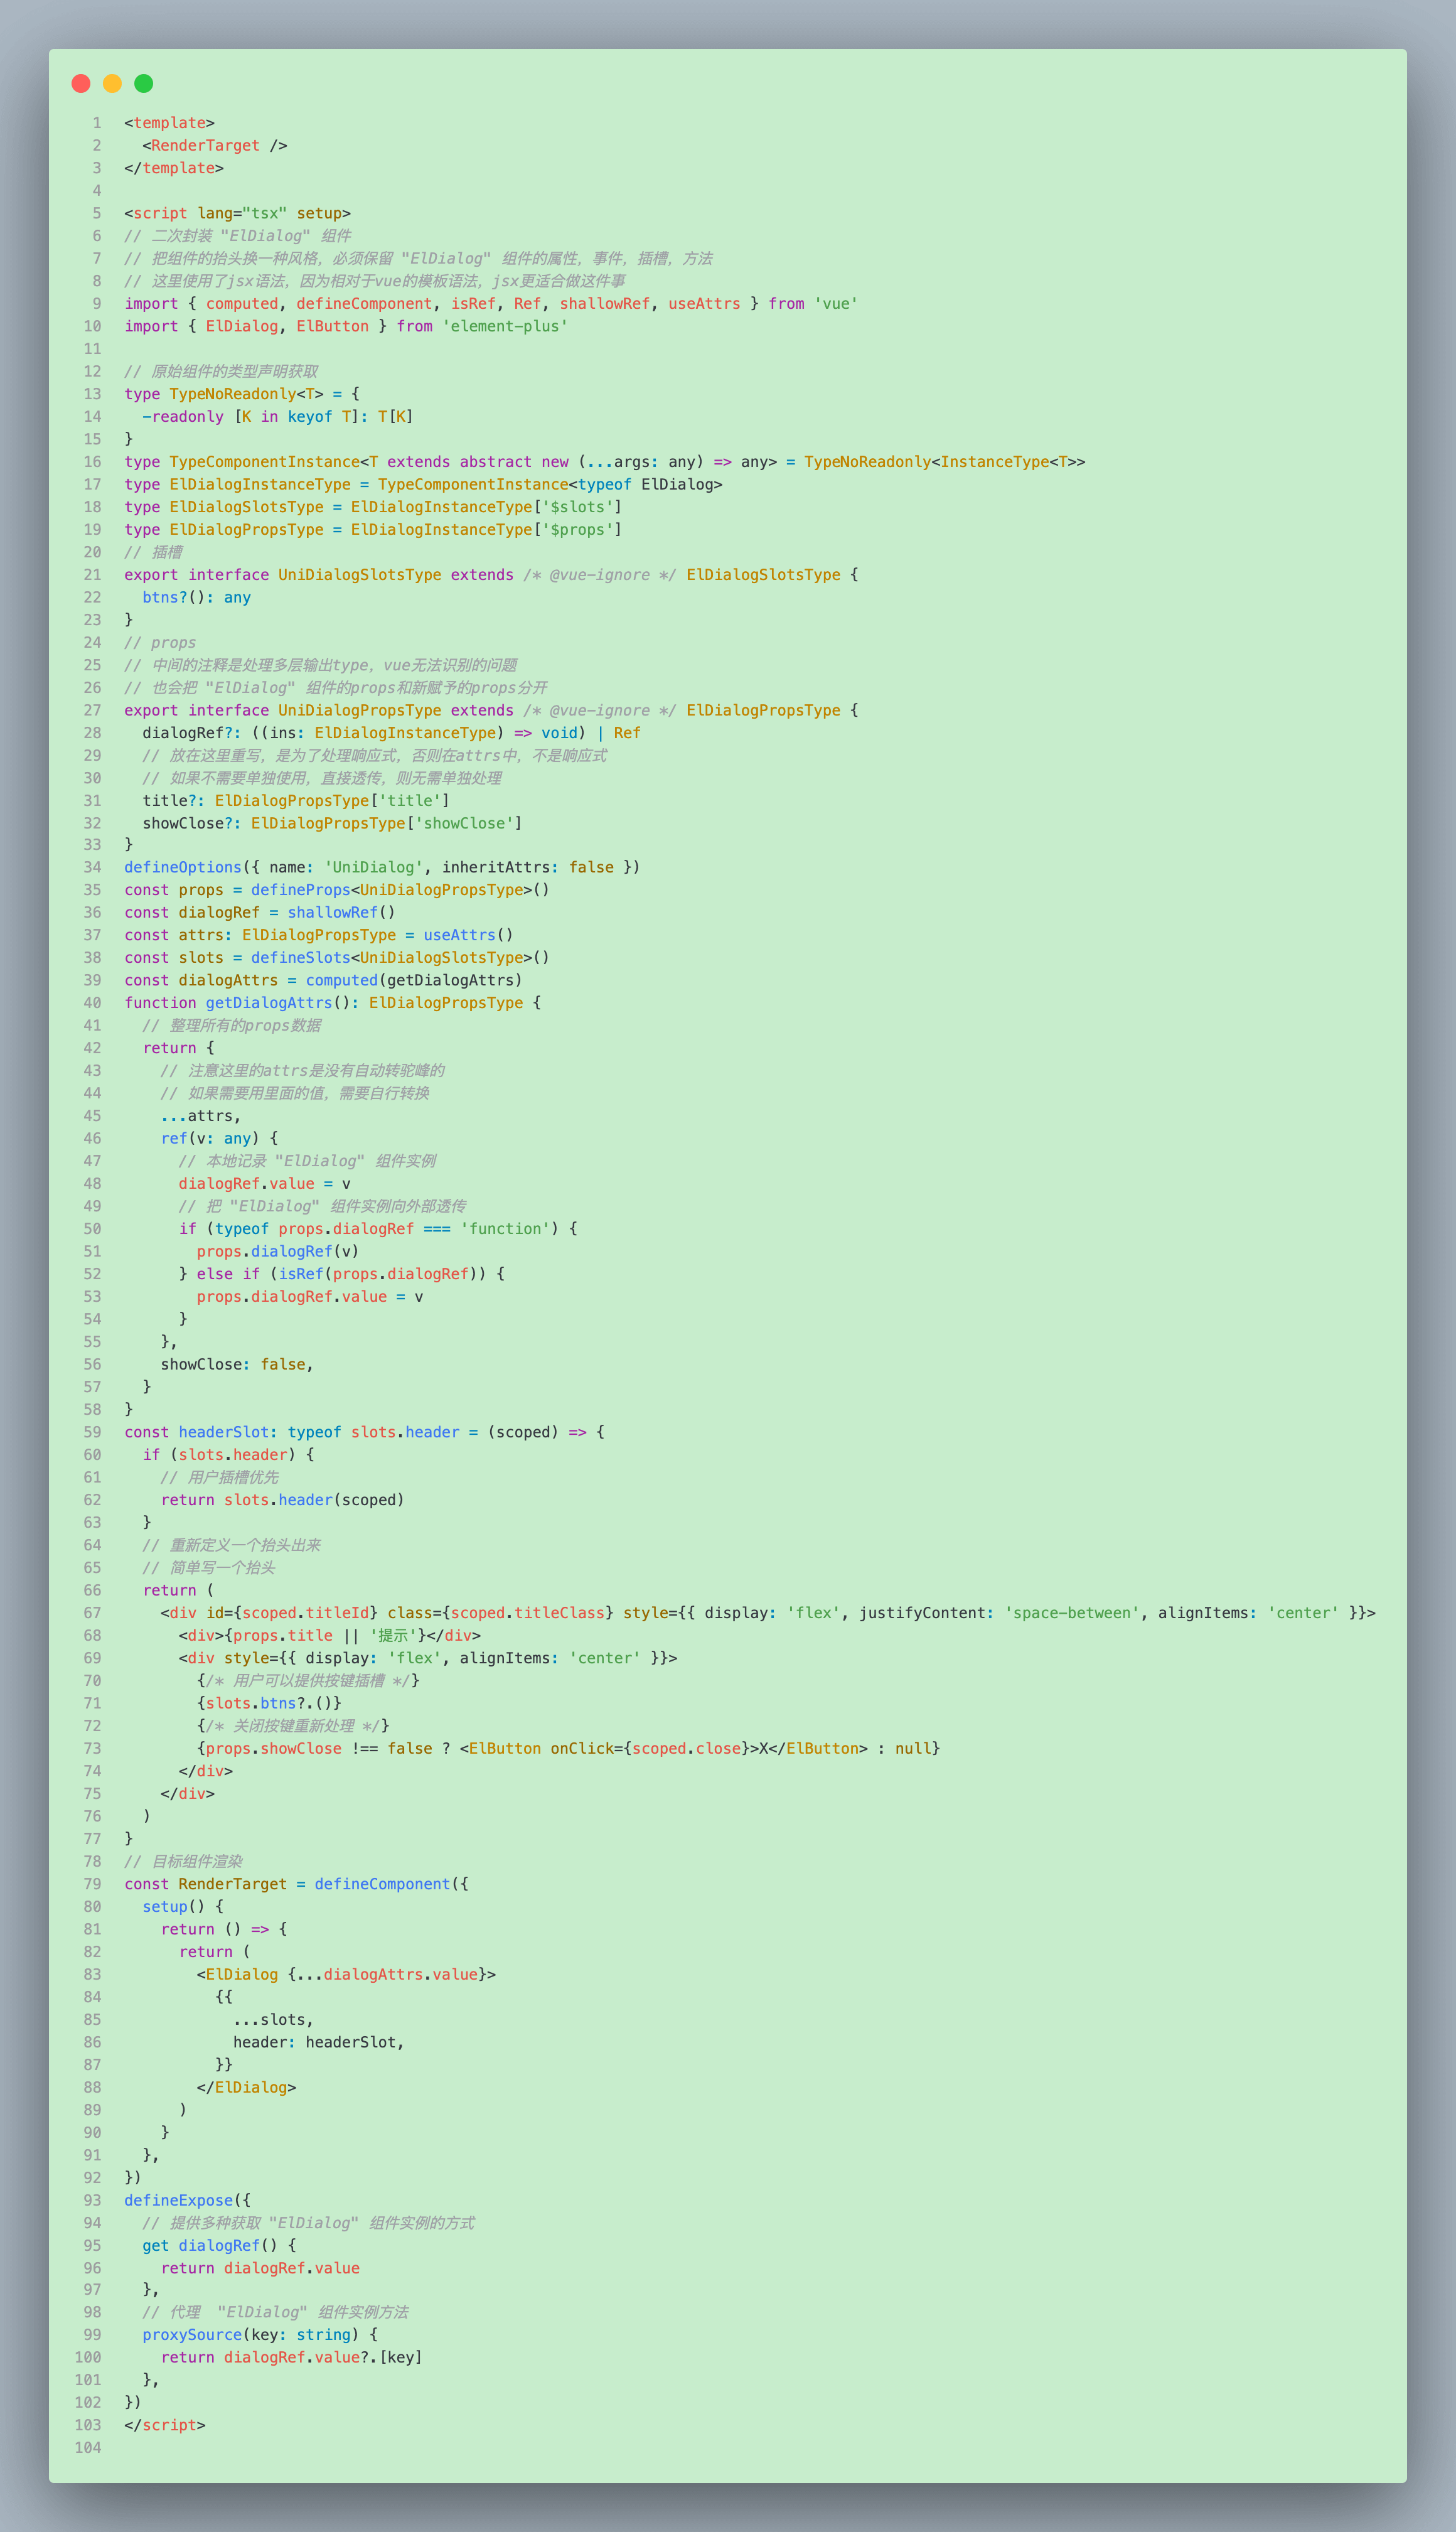 1 <template>
2   <RenderTarget />
3 </template>
4
5 <script lang="tsx" setup>
6 // 二次封装 "ElDialog" 组件
7 // 把组件的抬头换一种风格，必须保留 "ElDialog" 组件的属性，事件，插槽，方法
8 // 这里使用了jsx语法，因为相对于vue的模板语法，jsx更适合做这件事
9 import { computed, defineComponent, isRef, Ref, shallowRef, useAttrs } from 'vue'
10 import { ElDialog, ElButton } from 'element-plus'
11
12 // 原始组件的类型声明获取
13 type TypeNoReadonly<T> = {
14   -readonly [K in keyof T]: T[K]
15 }
16 type TypeComponentInstance<T extends abstract new (...args: any) => any> = TypeNoReadonly<InstanceType<T>>
17 type ElDialogInstanceType = TypeComponentInstance<typeof ElDialog>
18 type ElDialogSlotsType = ElDialogInstanceType['$slots']
19 type ElDialogPropsType = ElDialogInstanceType['$props']
20 // 插槽
21 export interface UniDialogSlotsType extends /* @vue-ignore */ ElDialogSlotsType {
22   btns?(): any
23 }
24 // props
25 // 中间的注释是处理多层输出type，vue无法识别的问题
26 // 也会把 "ElDialog" 组件的props和新赋予的props分开
27 export interface UniDialogPropsType extends /* @vue-ignore */ ElDialogPropsType {
28   dialogRef?: ((ins: ElDialogInstanceType) => void) | Ref
29   // 放在这里重写，是为了处理响应式，否则在attrs中，不是响应式
30   // 如果不需要单独使用，直接透传，则无需单独处理
31   title?: ElDialogPropsType['title']
32   showClose?: ElDialogPropsType['showClose']
33 }
34 defineOptions({ name: 'UniDialog', inheritAttrs: false })
35 const props = defineProps<UniDialogPropsType>()
36 const dialogRef = shallowRef()
37 const attrs: ElDialogPropsType = useAttrs()
38 const slots = defineSlots<UniDialogSlotsType>()
39 const dialogAttrs = computed(getDialogAttrs)
40 function getDialogAttrs(): ElDialogPropsType {
41   // 整理所有的props数据
42   return {
43     // 注意这里的attrs是没有自动转驼峰的
44     // 如果需要用里面的值，需要自行转换
45     ...attrs,
46     ref(v: any) {
47       // 本地记录 "ElDialog" 组件实例
48       dialogRef.value = v
49       // 把 "ElDialog" 组件实例向外部透传
50       if (typeof props.dialogRef === 'function') {
51         props.dialogRef(v)
52       } else if (isRef(props.dialogRef)) {
53         props.dialogRef.value = v
54       }
55     },
56     showClose: false,
57   }
58 }
59 const headerSlot: typeof slots.header = (scoped) => {
60   if (slots.header) {
61     // 用户插槽优先
62     return slots.header(scoped)
63   }
64   // 重新定义一个抬头出来
65   // 简单写一个抬头
66   return (
67     <div id={scoped.titleId} class={scoped.titleClass} style={{ display: 'flex', justifyContent: 'space-between', alignItems: 'center' }}>
68       <div>{props.title || '提示'}</div>
69       <div style={{ display: 'flex', alignItems: 'center' }}>
70         {/* 用户可以提供按键插槽 */}
71         {slots.btns?.()}
72         {/* 关闭按键重新处理 */}
73         {props.showClose !== false ? <ElButton onClick={scoped.close}>X</ElButton> : null}
74       </div>
75     </div>
76   )
77 }
78 // 目标组件渲染
79 const RenderTarget = defineComponent({
80   setup() {
81     return () => {
82       return (
83         <ElDialog {...dialogAttrs.value}>
84           {{
85             ...slots,
86             header: headerSlot,
87           }}
88         </ElDialog>
89       )
90     }
91   },
92 })
93 defineExpose({
94   // 提供多种获取 "ElDialog" 组件实例的方式
95   get dialogRef() {
96     return dialogRef.value
97   },
98   // 代理  "ElDialog" 组件实例方法
99   proxySource(key: string) {
100     return dialogRef.value?.[key]
101   },
102 })
103 </script>
104